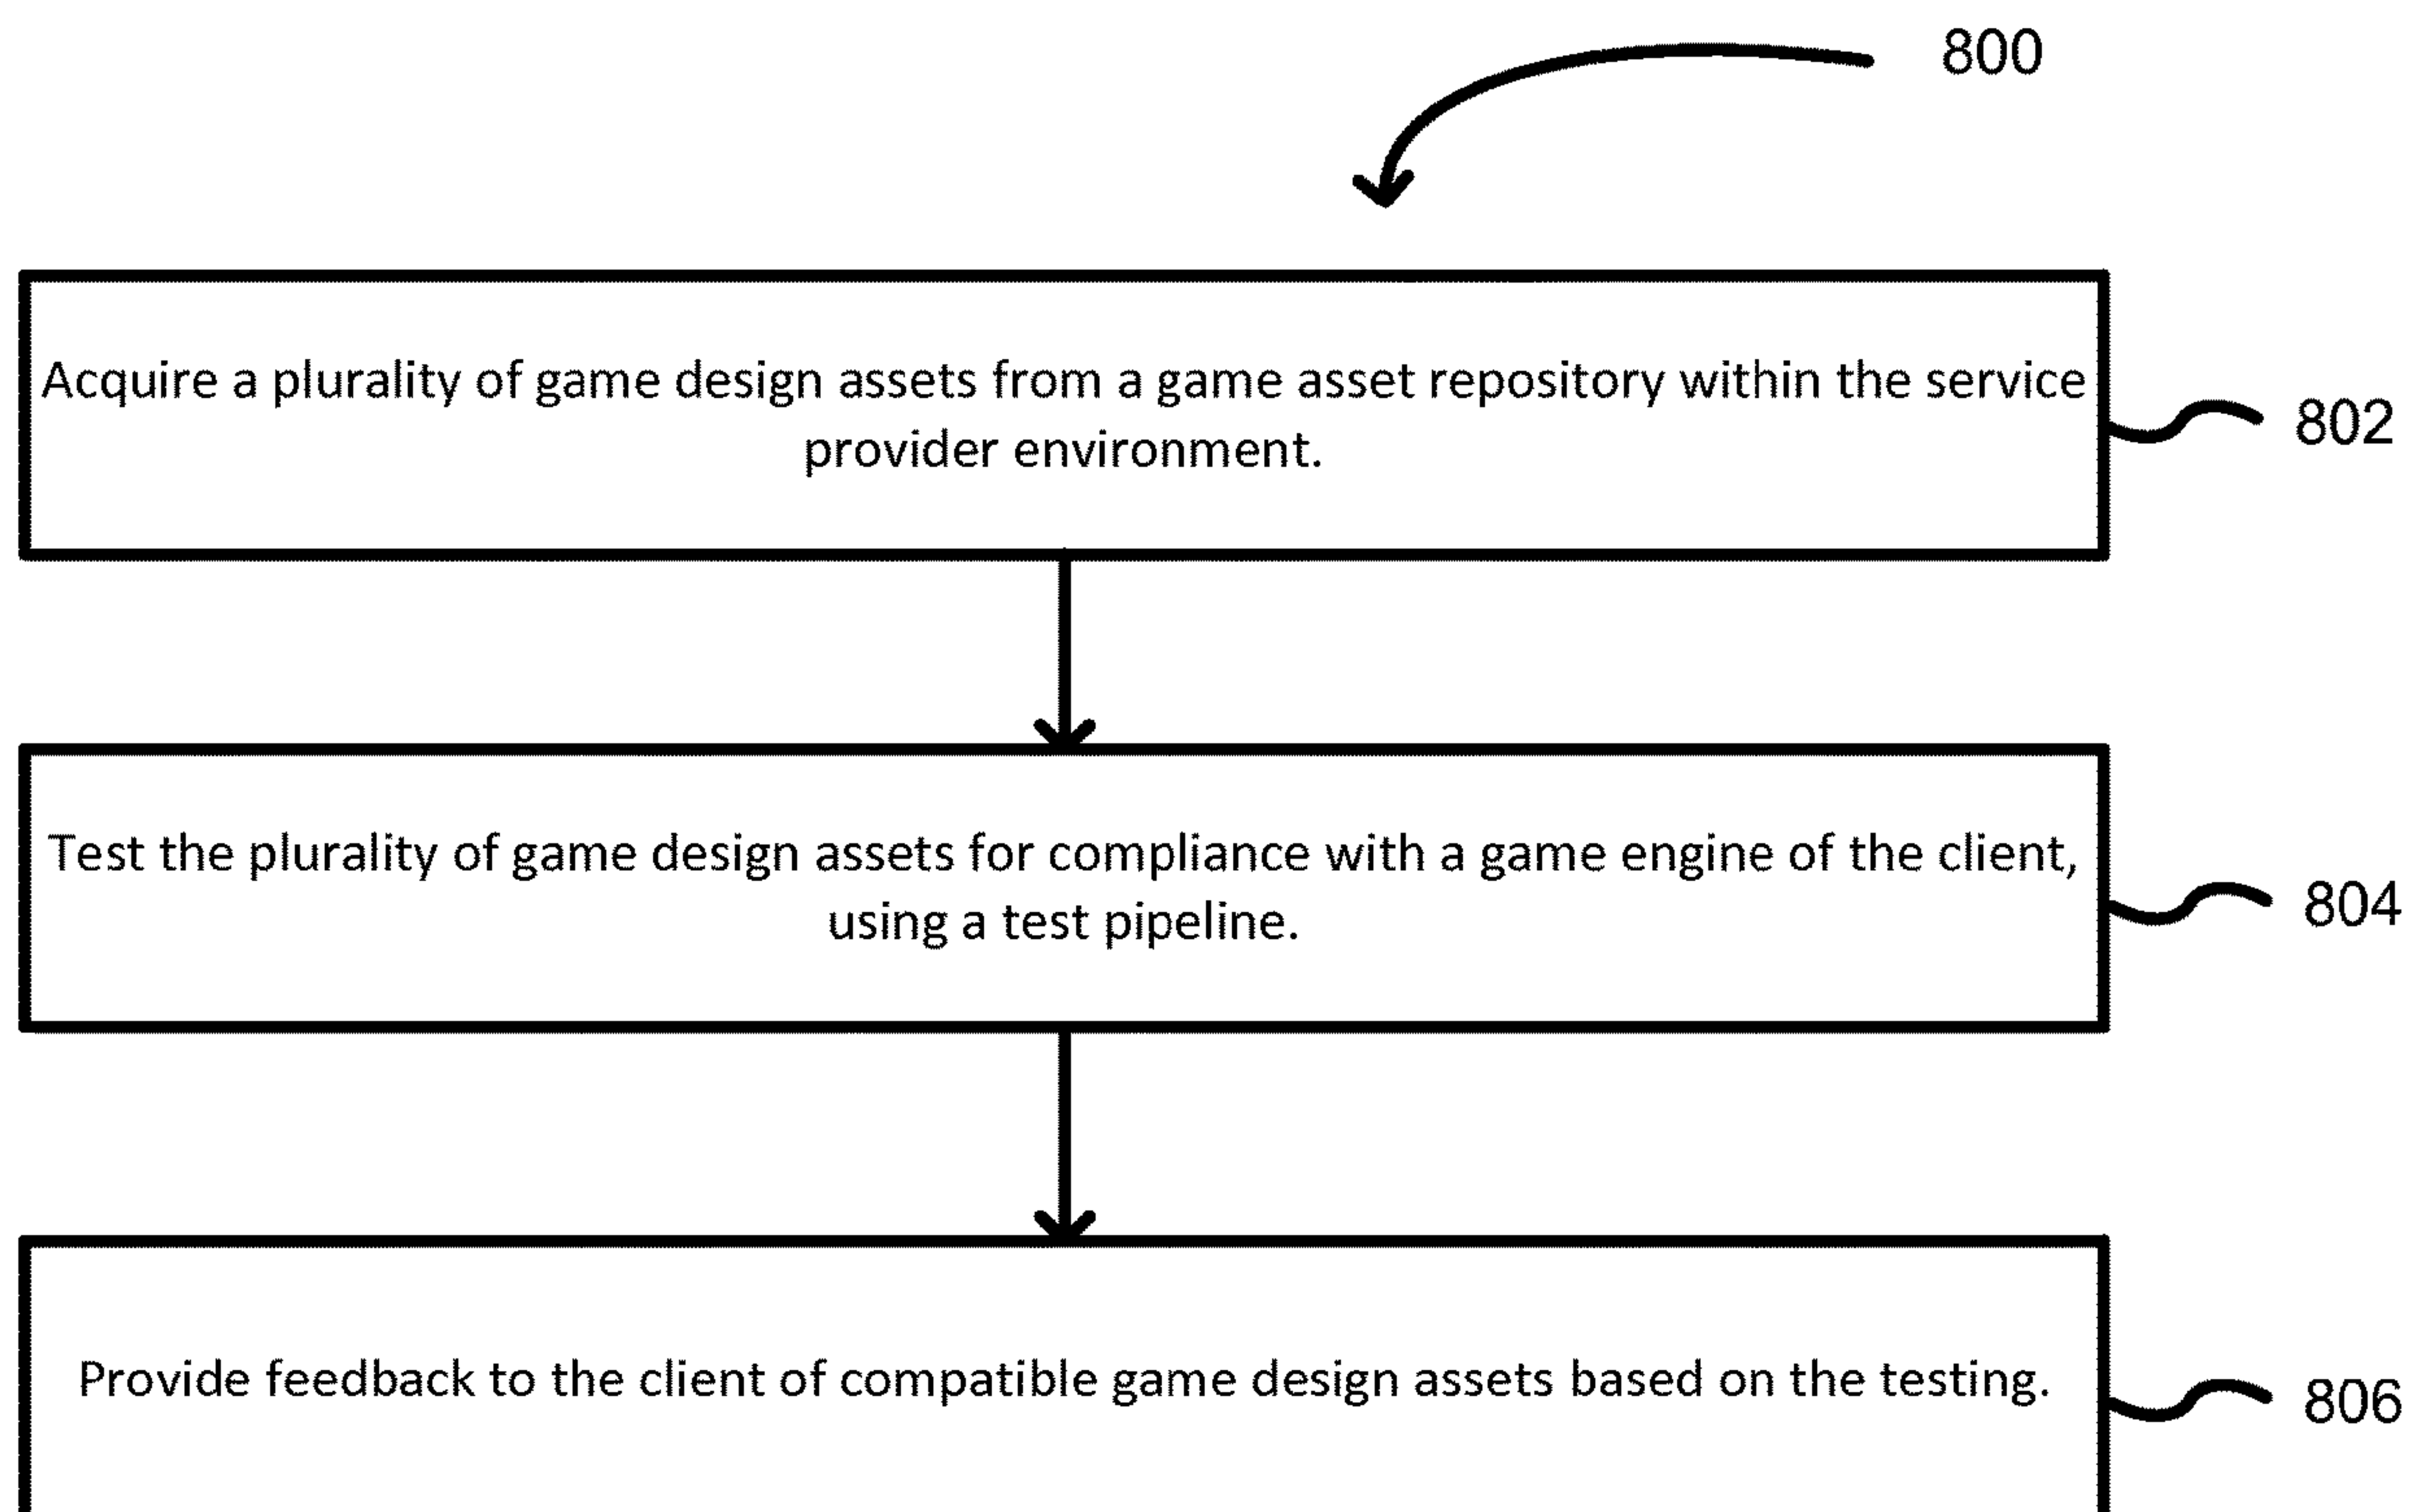 800
Acquire a plurality of game design assets from a game asset repository within the service
provider environment.
802
Test the plurality of game design assets for compliance with a game engine of the client,
using a test pipeline.
804
Provide feedback to the client of compatible game design assets based on the testing.
806